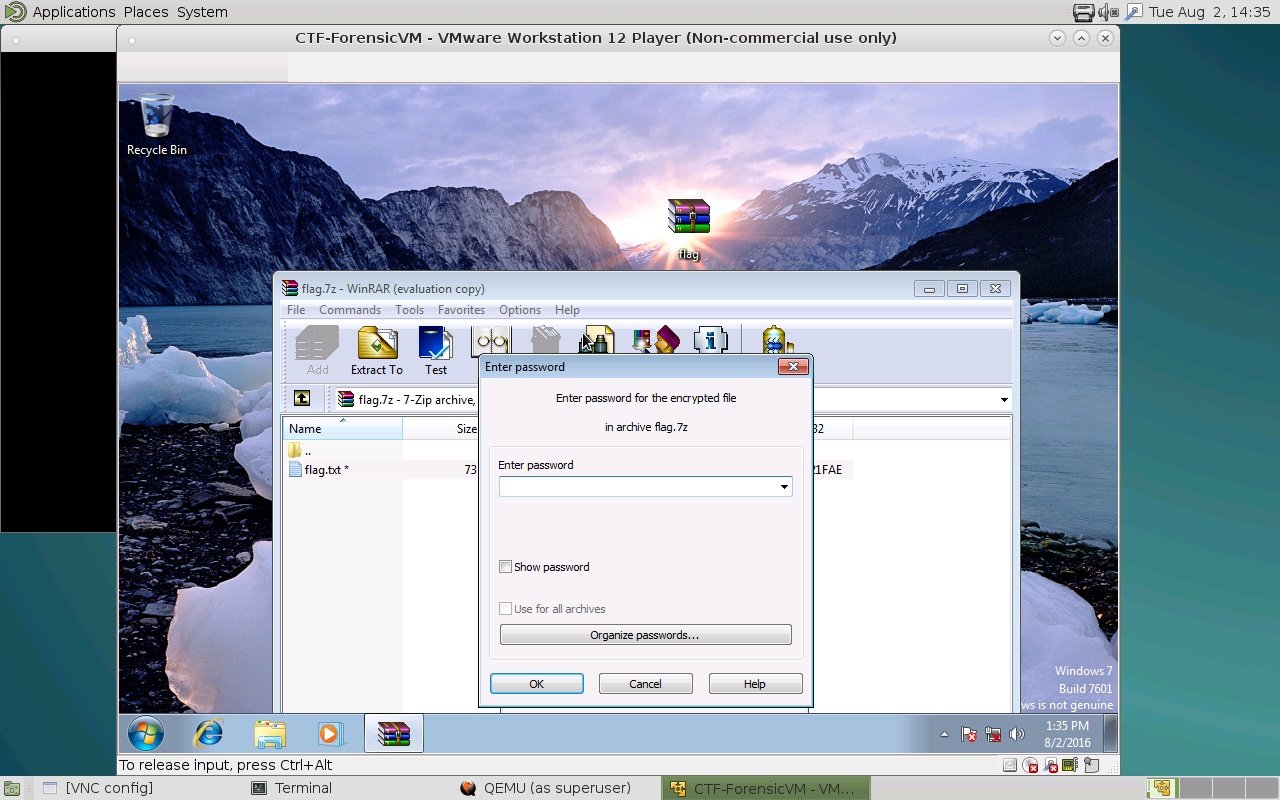 Applications Places System
Tue Aug 2, 14:35
CTF-ForensicVM - VMware Workstation 12 Player (Non-commercial use only)
Recycle Bin
flag
flag.7z - WinRAR (evaluation copy)
File Commands Tools Favorites Options Help
Add Extract To Test
flag.7z - 7-Zip archive,
Name Size 32
..
flag.txt * 73 21FAE
Enter password
Enter password for the encrypted file
in archive flag.7z
Enter password
Show password
Use for all archives
Organize passwords...
OK Cancel Help
Windows 7
Build 7601
ws is not genuine
1:35 PM
8/2/2016
To release input, press Ctrl+Alt
[VNC config] Terminal QEMU (as superuser) CTF-ForensicVM - VM...